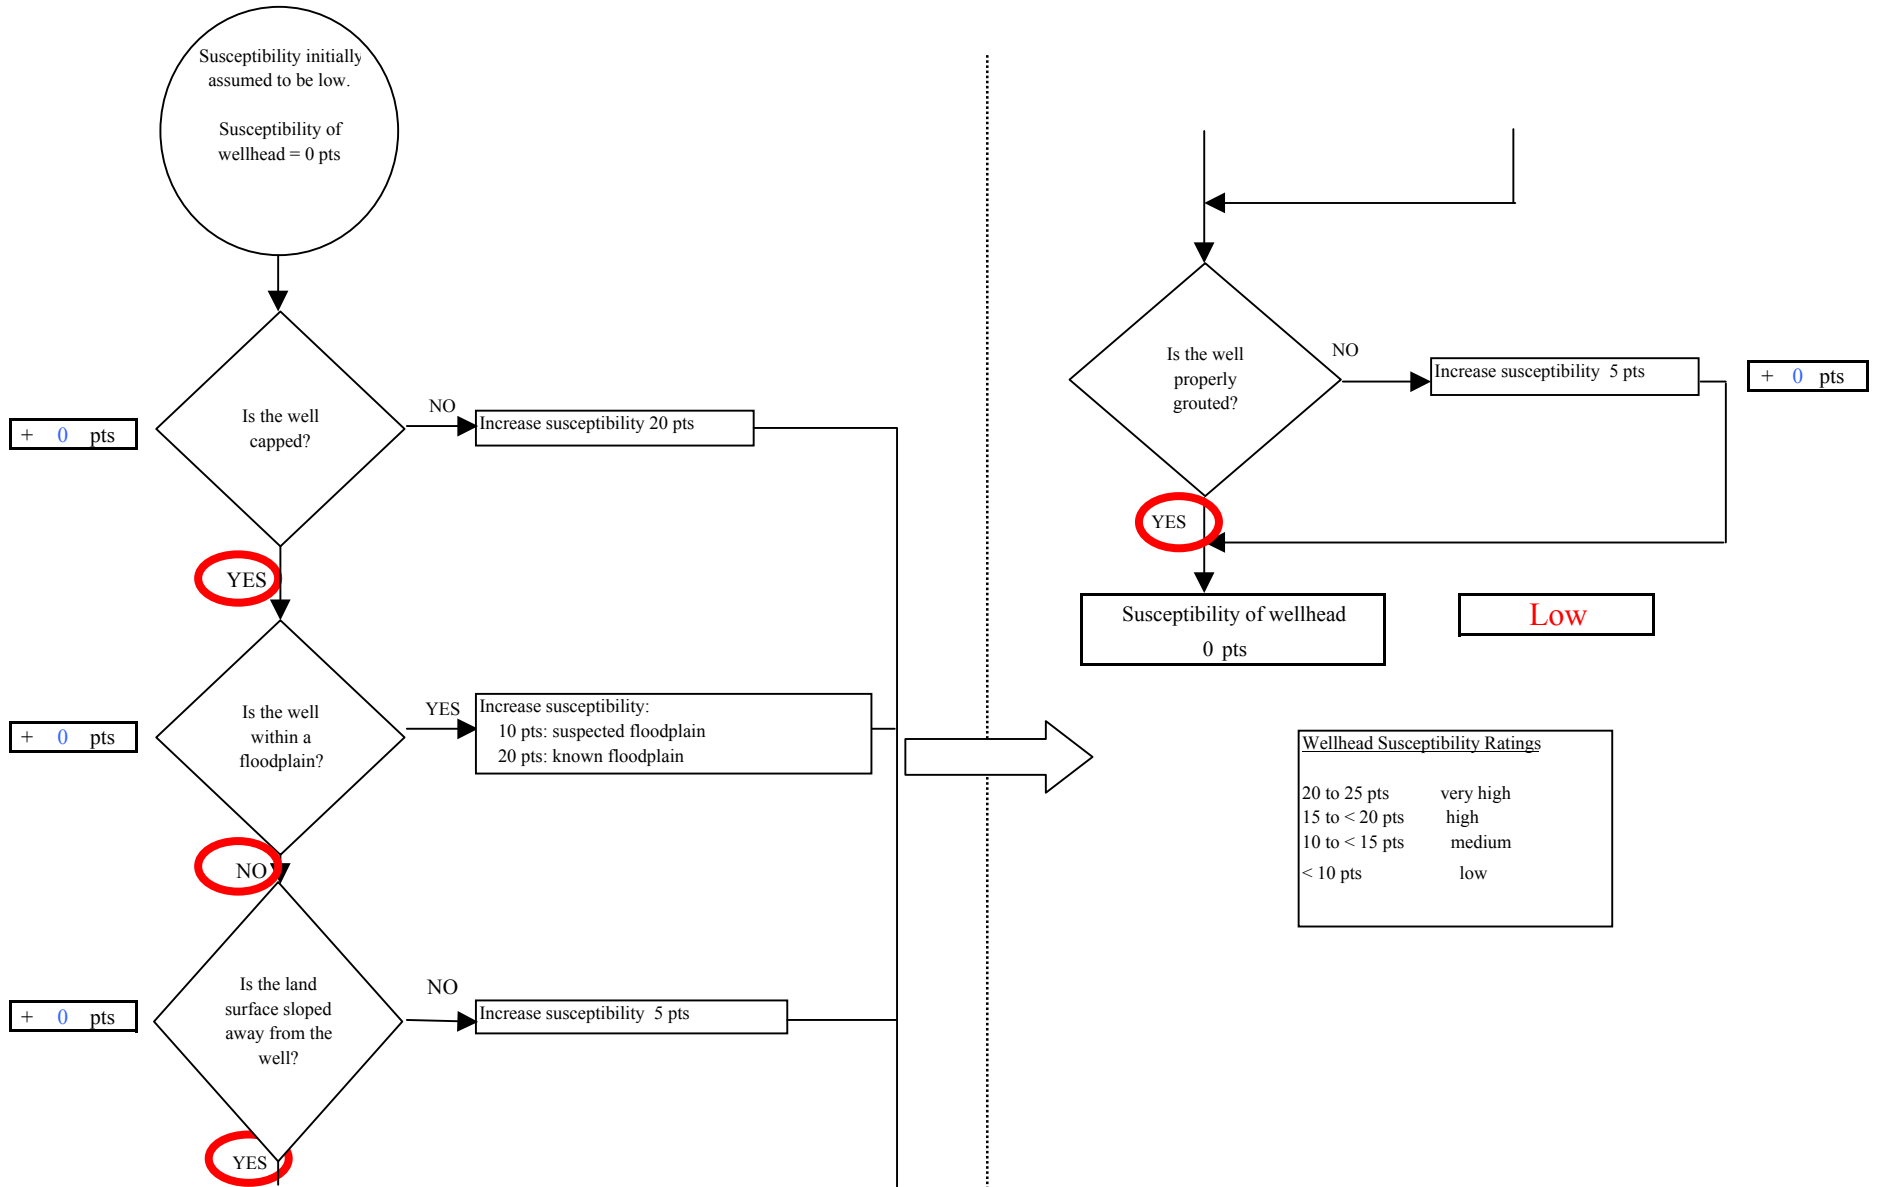 Susceptibility initially
assumed to be low.
Susceptibility of
wellhead = 0 pts
Is the well
capped?
NO
Increase susceptibility 20 pts
+ 0 pts
YES
Is the well
within a
floodplain?
YES
Increase susceptibility:
10 pts: suspected floodplain
20 pts: known floodplain
+ 0 pts
NO
Is the land
surface sloped
away from the
well?
NO
Increase susceptibility 5 pts
+ 0 pts
YES
Is the well
properly
grouted?
NO
Increase susceptibility 5 pts
+ 0 pts
YES
Susceptibility of wellhead
0 pts
Low
Wellhead Susceptibility Ratings
20 to 25 pts very high
15 to < 20 pts high
10 to < 15 pts medium
< 10 pts low